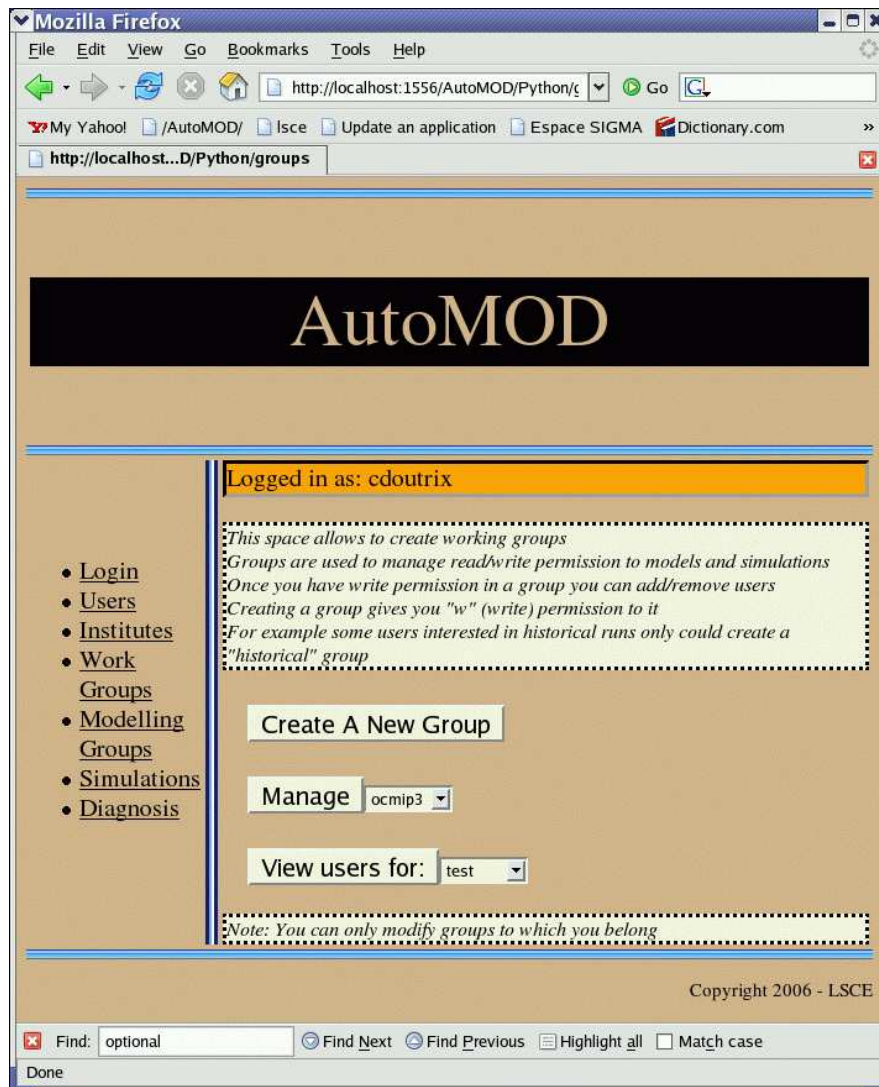 Mozilla Firefox
File Edit View Go Bookmarks Tools Help
http://localhost:1556/AutoMOD/Python/g Go G
My Yahoo! /AutoMOD/ lsce Update an application Espace SIGMA Dictionary.com »
http://localhost...D/Python/groups
AutoMOD
Logged in as: cdoutrix
This space allows to create working groups
Groups are used to manage read/write permission to models and simulations
Once you have write permission in a group you can add/remove users
Creating a group gives you "w" (write) permission to it
For example some users interested in historical runs only could create a
"historical" group
Login
Users
Institutes
Work
Groups
Modelling
Groups
Simulations
Diagnosis
Create A New Group
Manage ocmip3
View users for: test
Note: You can only modify groups to which you belong
Copyright 2006 - LSCE
Find: optional Find Next Find Previous Highlight all Match case
Done